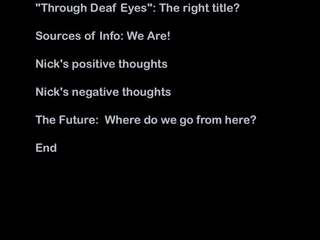 "Through Deaf Eyes": The right title?
Sources of Info: We Are!
Nick's positive thoughts
Nick's negative thoughts
The Future:  Where do we go from here?
End